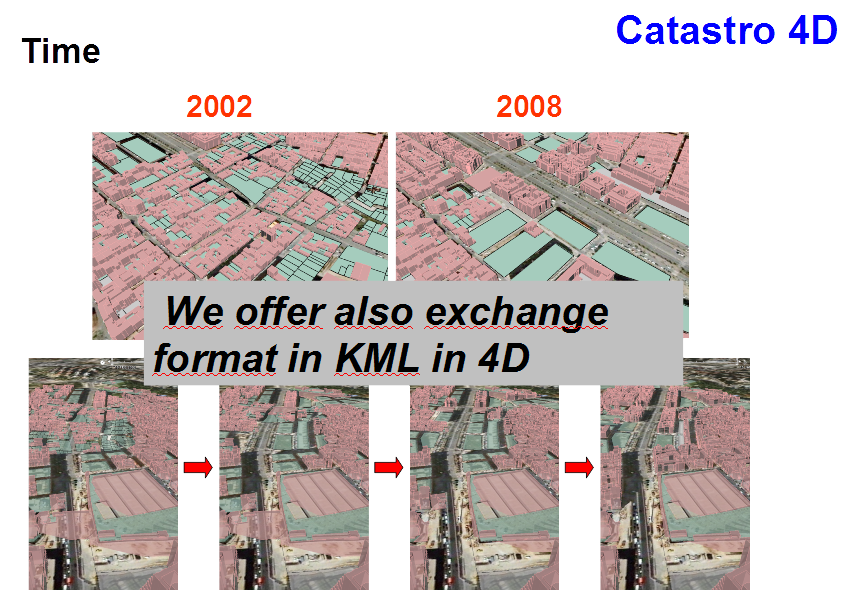 Catastro 4D
Time
2002
2008
We offer also exchange
format in KML in 4D